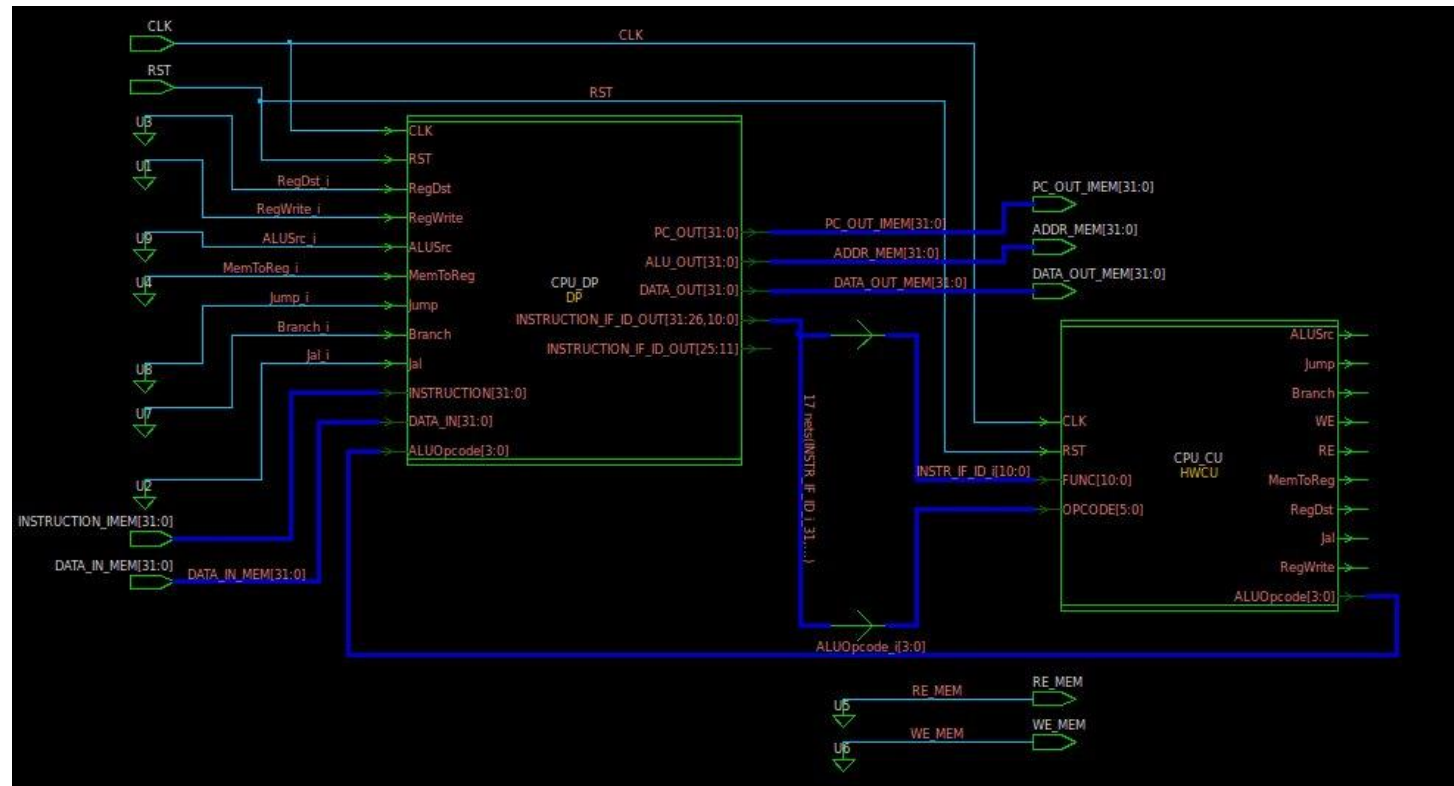 CLK
CLK
RST
RST
U3
CLK
U1
RST
RegDst_i
RegDst
PC_OUT_IMEM[31:0]
RegWrite_i
RegWrite
PC_OUT[31:0]
PC_OUT_IMEM[31:0]
ADDR_MEM[31:0]
U9
ALUSrc_i
ALUSrc
ALU_OUT[31:0]
ADDR_MEM[31:0]
MemToReg_i
MemToReg
DATA_OUT_MEM[31:0]
U4
CPU_DP
DP
DATA_OUT[31:0]
DATA_OUT_MEM[31:0]
Jump_i
Jump
INSTRUCTION_IF_ID_OUT[31:26,10:0]
Branch_i
Branch
INSTRUCTION_IF_ID_OUT[25:11]
Jal_i
Jal
U8
INSTRUCTION[31:0]
U7
DATA_IN[31:0]
ALUOpcode[3:0]
U2
INSTRUCTION_IMEM[31:0]
DATA_IN_MEM[31:0]
DATA_IN_MEM[31:0]
17 nets(INSTR_IF_ID_i_31,...)
INSTR_IF_ID_i[10:0]
ALUSrc
Jump
Branch
CLK
WE
RST
RE
CPU_CU
HWCU
FUNC[10:0]
MemToReg
OPCODE[5:0]
RegDst
Jal
RegWrite
ALUOpcode[3:0]
ALUOpcode_i[3:0]
RE_MEM
RE_MEM
U5
WE_MEM
WE_MEM
U6